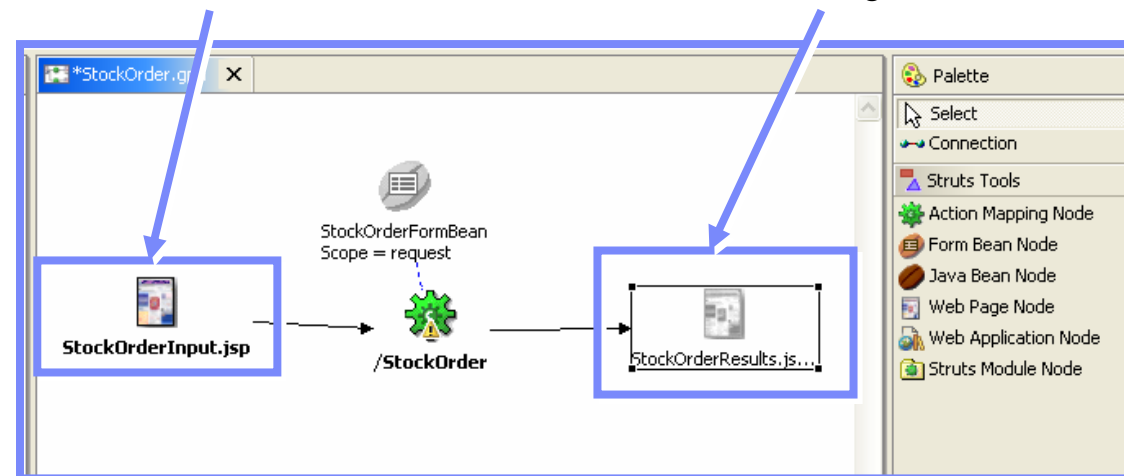 *StockOrder.g
Palette
Select
Connection
Struts Tools
Action Mapping Node
Form Bean Node
Java Bean Node
Web Page Node
Web Application Node
Struts Module Node
StockOrderFormBean
Scope = request
StockOrderInput.jsp
/StockOrder
StockOrderResults.js...